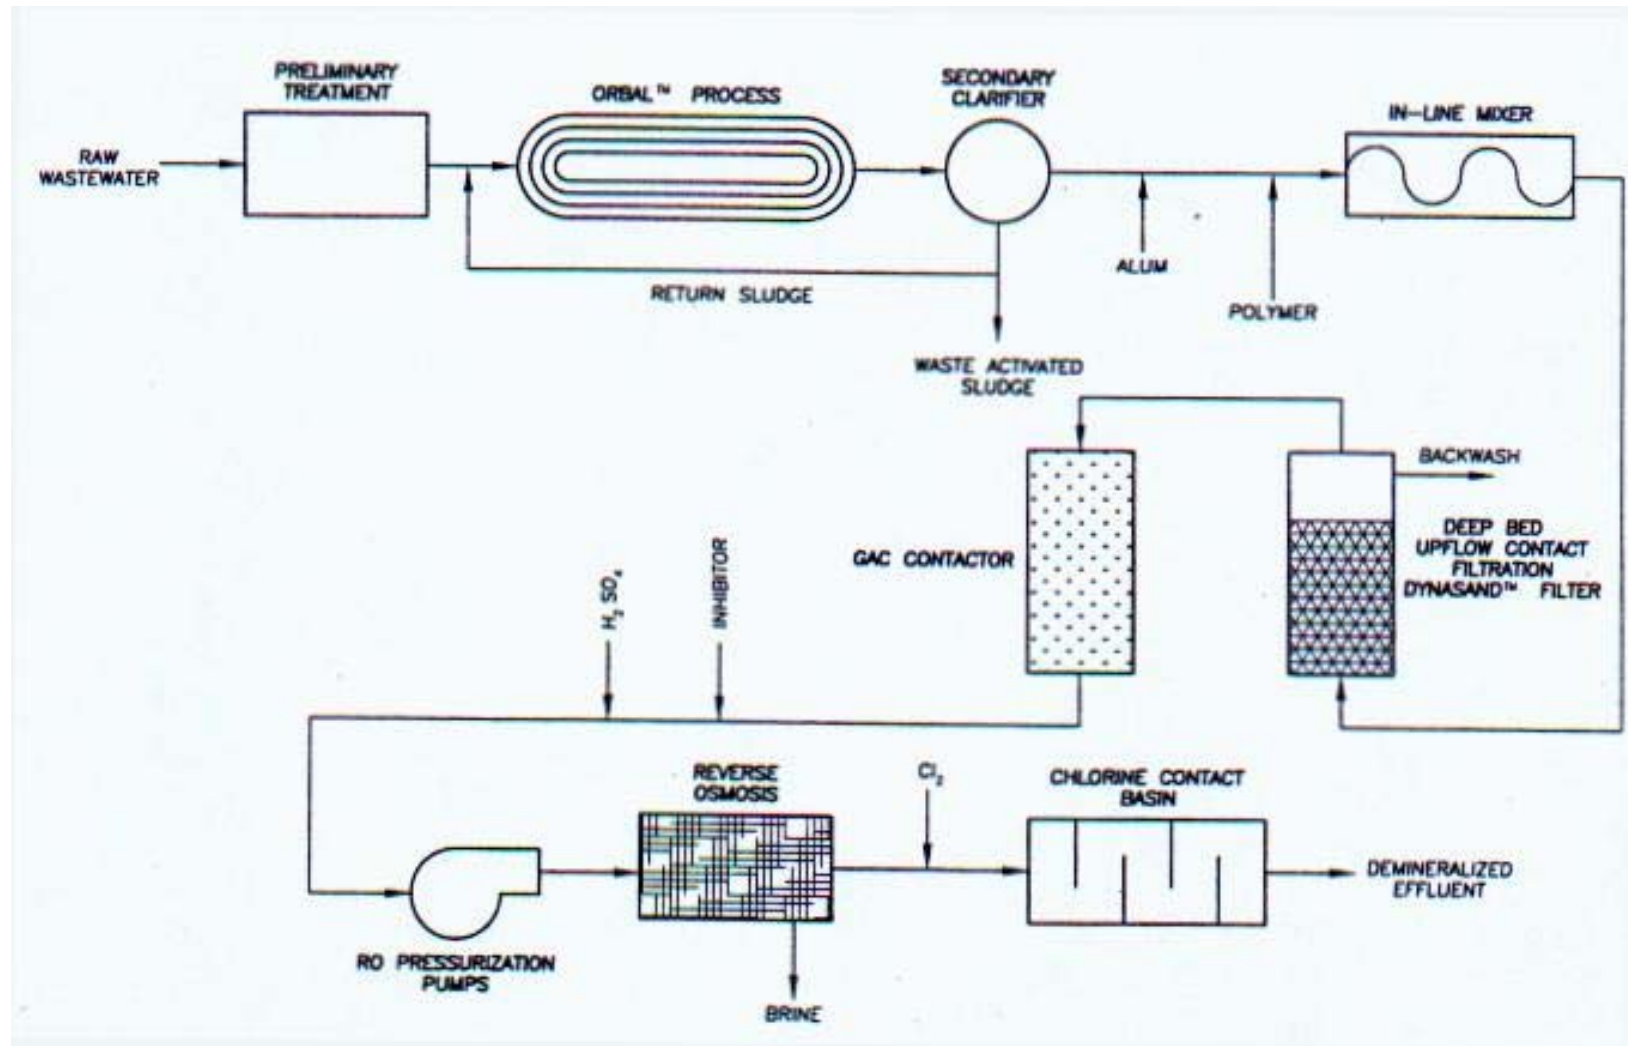 PRELIMINARY
TREATMENT
ORBAL™ PROCESS
SECONDARY
CLARIFIER
IN-LINE MIXER
RAW
WASTEWATER
ALUM
RETURN SLUDGE
POLYMER
WASTE ACTIVATED
SLUDGE
BACKWASH
DEEP BED
UPFLOW CONTACT
FILTRATION
DYNASAND™ FILTER
GAC CONTACTOR
H₂SO₄
INHIBITOR
REVERSE
OSMOSIS
Cl₂
CHLORINE CONTACT
BASIN
DEMINERALIZED
EFFLUENT
RO PRESSURIZATION
PUMPS
BRINE